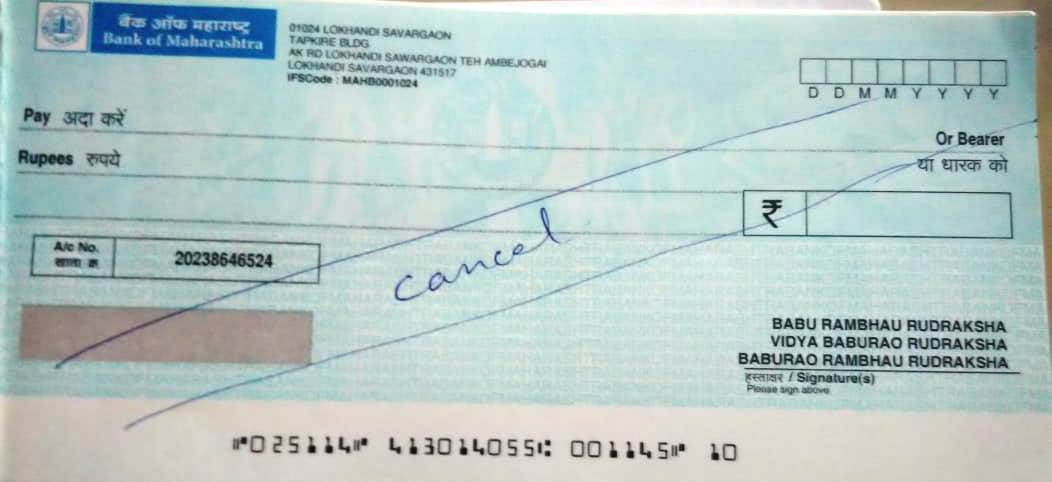 बैंक ऑफ महाराष्ट्र
Bank of Maharashtra
01024 LOKHANDI SAVARGAON
TAPKIRE BLDG
AK RD LOKHANDI SAWARGAON TEH AMBEJOGAI
LOKHANDI SAVARGAON 431517
IFSCode : MAHB0001024
D D M M Y Y Y Y
Pay अदा करें
Or Bearer
Rupees रुपये
या धारक को
₹
cancel
A/c No.
खाता क्र
20238646524
BABU RAMBHAU RUDRAKSHA
VIDYA BABURAO RUDRAKSHA
BABURAO RAMBHAU RUDRAKSHA
हस्ताक्षर / Signature(s)
Please sign above
⑈025114⑈ 413014055⑆ 001145⑈ 10